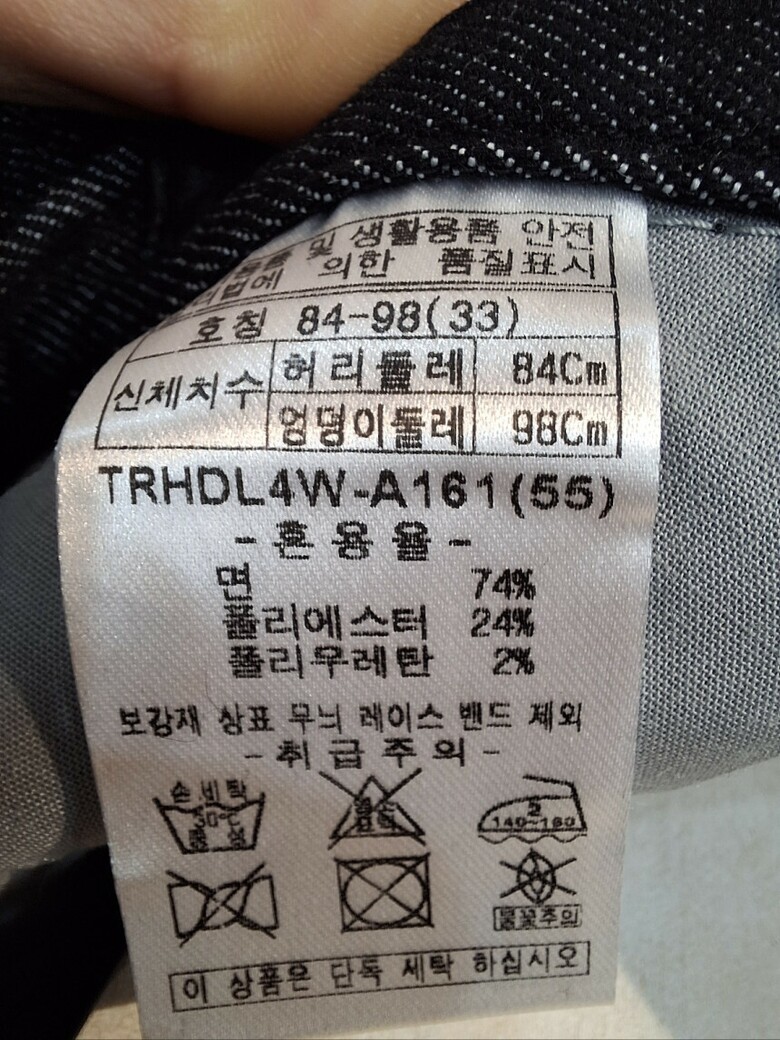 및 생활용품 안전
의한 품질표시
호칭 84-98(33)
신체치수 허리둘레 84Cm
엉덩이둘레 98Cm
TRHDL4W-A161(55)
-혼용율-
면 74%
폴리에스터 24%
폴리우레탄 2%
보강재 상표 무늬 레이스 밴드 제외
-취급주의-
손세탁
30°C
2
140~160
불꽃주의
이 상품은 단독 세탁 하십시오